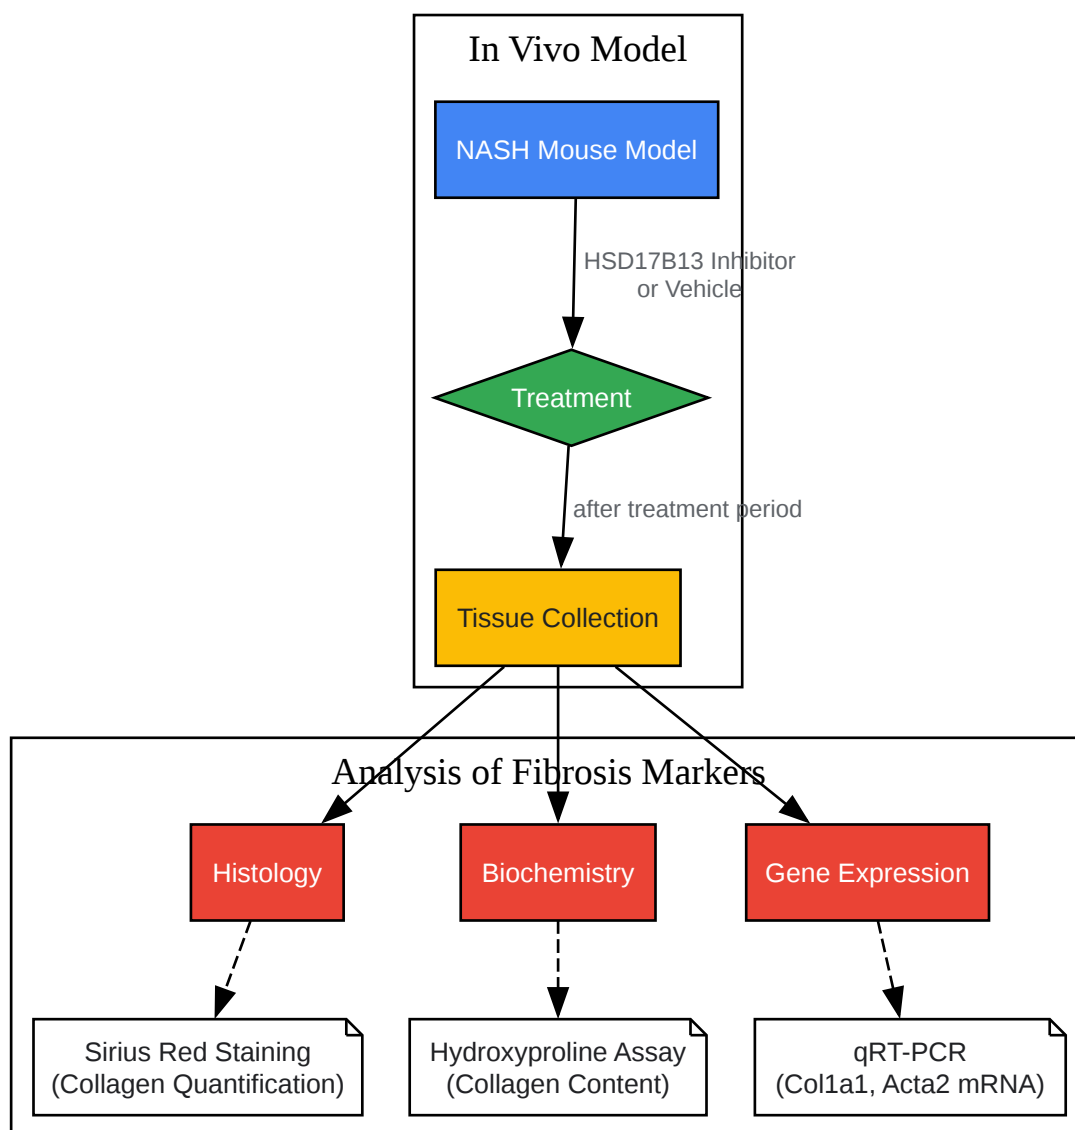 In Vivo Model
NASH Mouse Model
HSD17B13 Inhibitor
or Vehicle
Treatment
after treatment period
Tissue Collection
Analysis of Fibrosis Markers
Histology
Biochemistry
Gene Expression
Sirius Red Staining
(Collagen Quantification)
Hydroxyproline Assay
(Collagen Content)
qRT-PCR
(Col1a1, Acta2 mRNA)